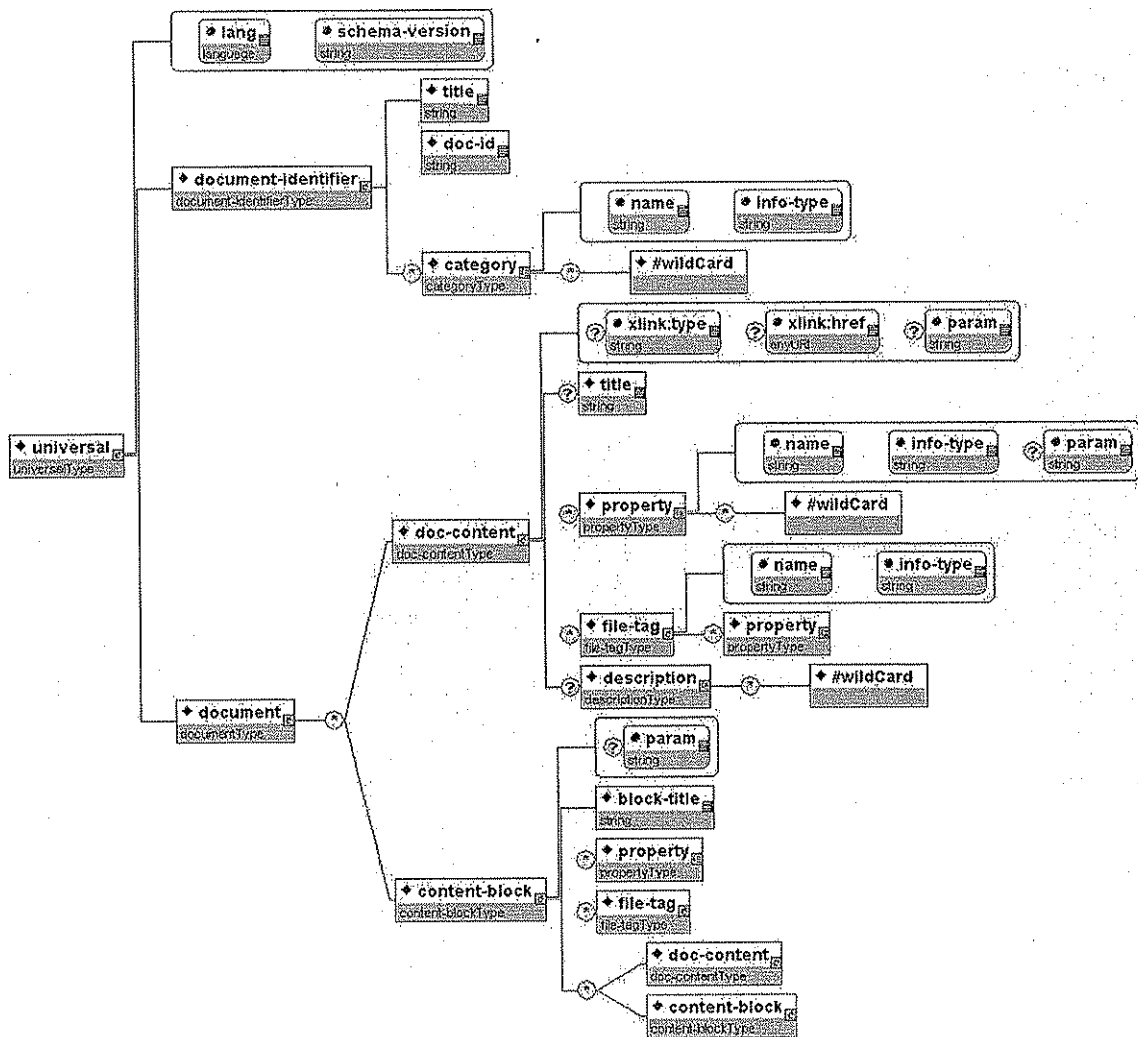 lang
language
schema-version
string
title
string
doc-id
string
document-identifier
document-identifierType
name
string
info-type
string
category
categoryType
#wildCard
xlink:type
string
xlink:href
anyURI
param
string
title
string
name
string
info-type
string
param
string
universal
universalType
property
propertyType
#wildCard
doc-content
doc-contentType
name
string
info-type
string
file-tag
file-tagType
property
propertyType
description
descriptionType
#wildCard
document
documentType
param
string
block-title
string
property
propertyType
content-block
content-blockType
file-tag
file-tagType
doc-content
doc-contentType
content-block
content-blockType